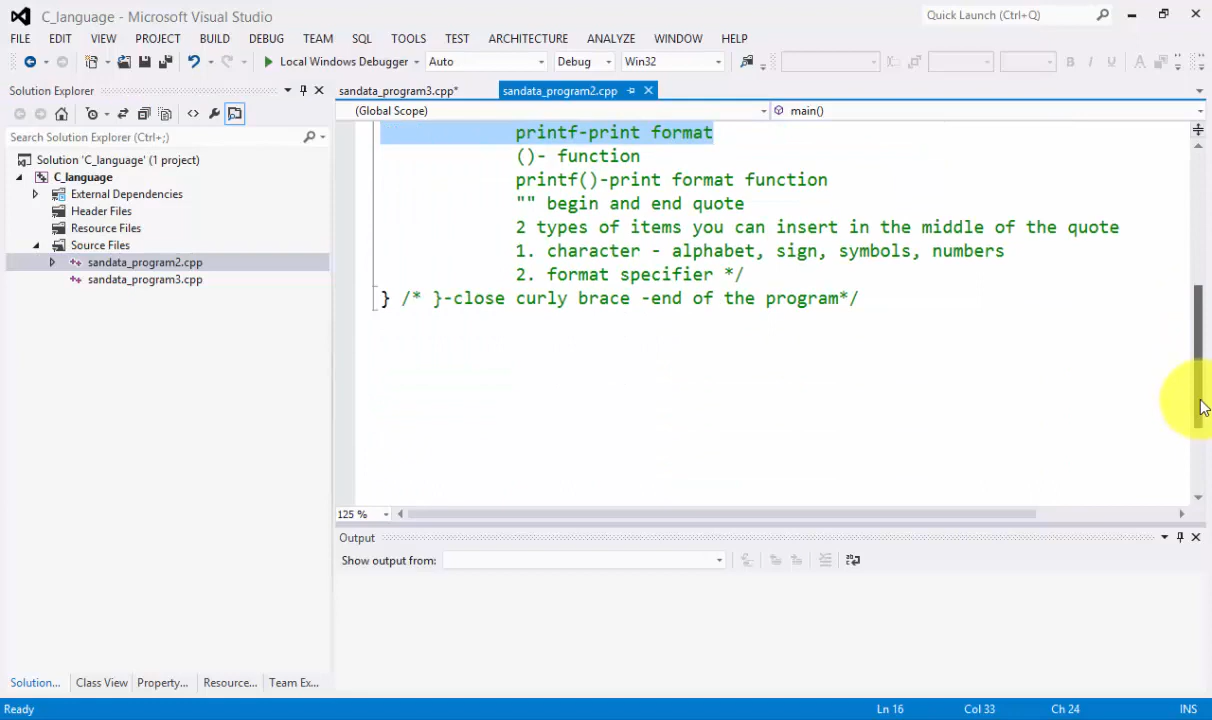 C_language - Microsoft Visual Studio
Quick Launch (Ctrl+Q)
FILE EDIT VIEW PROJECT BUILD DEBUG TEAM SQL TOOLS TEST ARCHITECTURE ANALYZE WINDOW HELP
Local Windows Debugger Auto Debug Win32
Solution Explorer
sandata_program3.cpp*
sandata_program2.cpp
(Global Scope)
main()
Search Solution Explorer (Ctrl+;)
Solution 'C_language' (1 project)
C_language
External Dependencies
Header Files
Resource Files
Source Files
sandata_program2.cpp
sandata_program3.cpp
printf-print format
()- function
printf()-print format function
"" begin and end quote
2 types of items you can insert in the middle of the quote
1. character - alphabet, sign, symbols, numbers
2. format specifier */
} /* }-close curly brace -end of the program*/
125 %
Output
Show output from:
Solution... Class View Property... Resource... Team Ex...
Ready
Ln 16 Col 33 Ch 24 INS